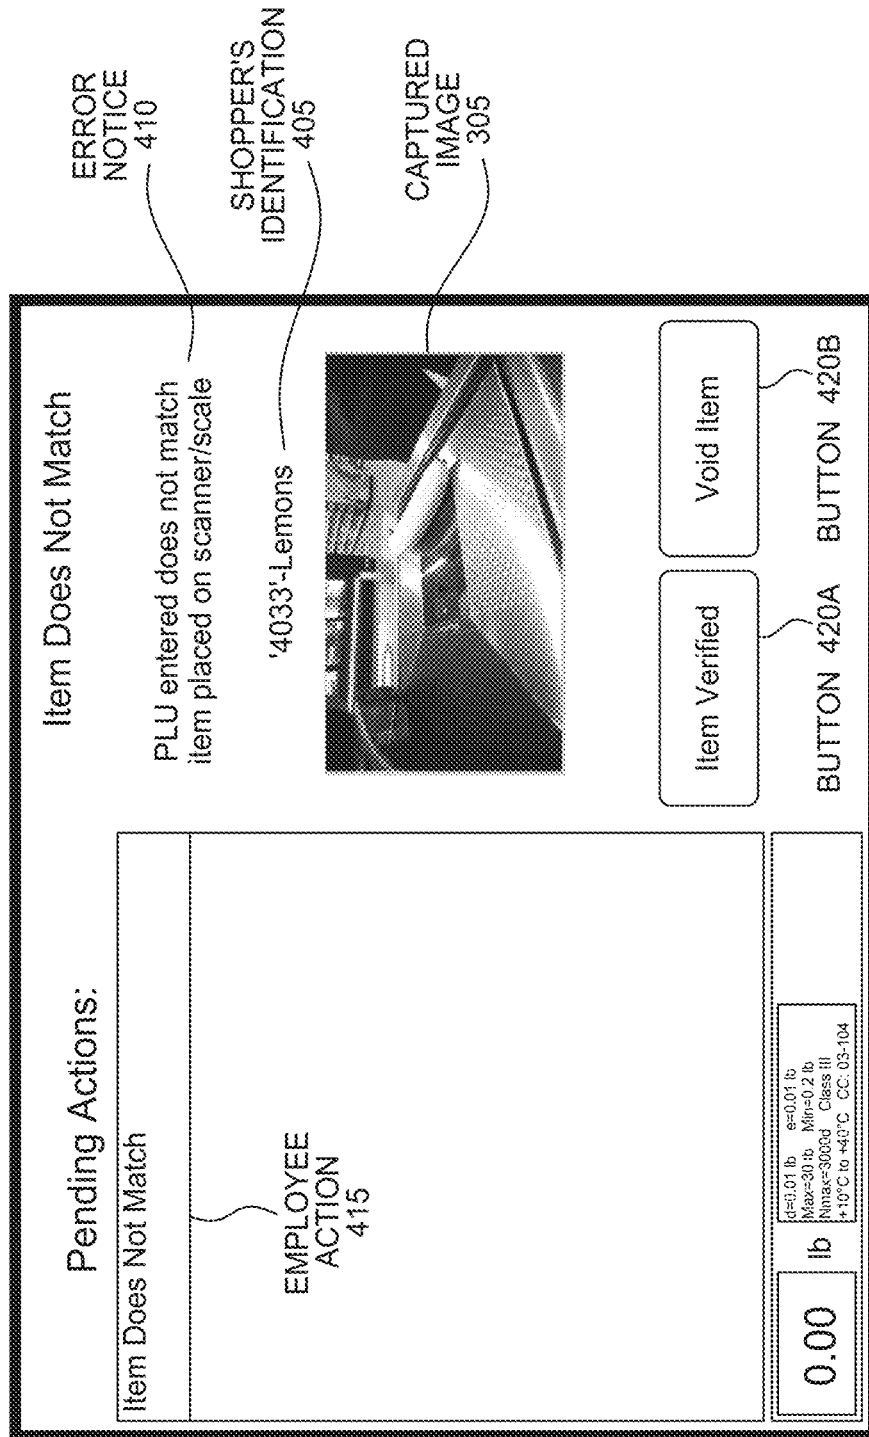 Pending Actions:
Item Does Not Match
EMPLOYEE
ACTION
415
0.00
lb
d=0.01 lb e=0.01 lb
Max=30 lb Min=0.2 lb
Nmax=3000d Class III
+10°C to +40°C CC: 03-104
Item Does Not Match
PLU entered does not match
item placed on scanner/scale
'4033'-Lemons
Item Verified
Void Item
BUTTON 420A
BUTTON 420B
ERROR
NOTICE
410
SHOPPER'S
IDENTIFICATION
405
CAPTURED
IMAGE
305